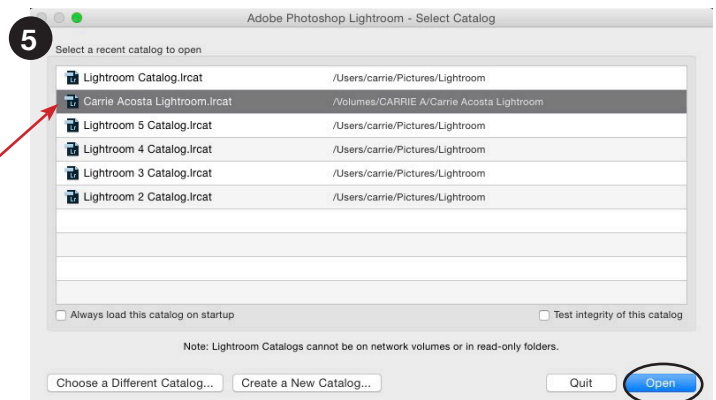 Adobe Photoshop Lightroom - Select Catalog
5
Select a recent catalog to open
Lightroom Catalog.lrcat /Users/carrie/Pictures/Lightroom
Carrie Acosta Lightroom.lrcat /Volumes/CARRIE A/Carrie Acosta Lightroom
Lightroom 5 Catalog.lrcat /Users/carrie/Pictures/Lightroom
Lightroom 4 Catalog.lrcat /Users/carrie/Pictures/Lightroom
Lightroom 3 Catalog.lrcat /Users/carrie/Pictures/Lightroom
Lightroom 2 Catalog.lrcat /Users/carrie/Pictures/Lightroom
Always load this catalog on startup Test integrity of this catalog
Note: Lightroom Catalogs cannot be on network volumes or in read-only folders.
Choose a Different Catalog... Create a New Catalog... Quit Open